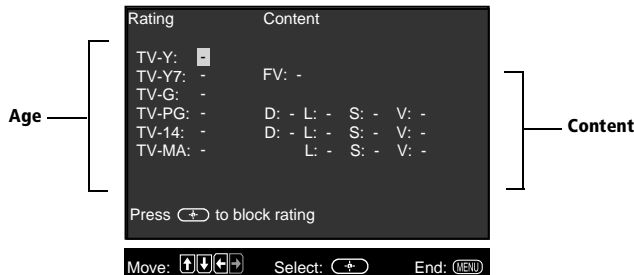 Rating Content
TV-Y: -
TV-Y7: - FV: -
TV-G: -
TV-PG: - D: - L: - S: - V: -
TV-14: - D: - L: - S: - V: -
TV-MA: - L: - S: - V: -
Age
Content
Press to block rating
Move: Select: End: MENU